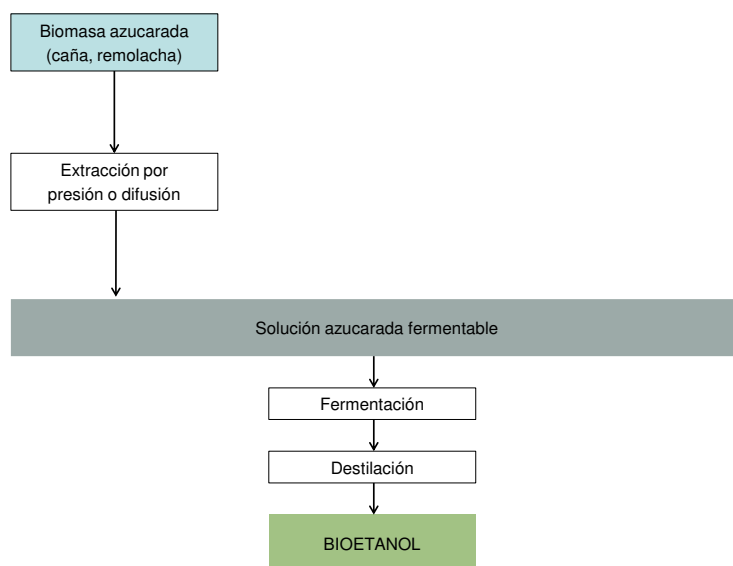 Biomasa azucarada
(caña, remolacha)
Extracción por
presión o difusión
Solución azucarada fermentable
Fermentación
Destilación
BIOETANOL